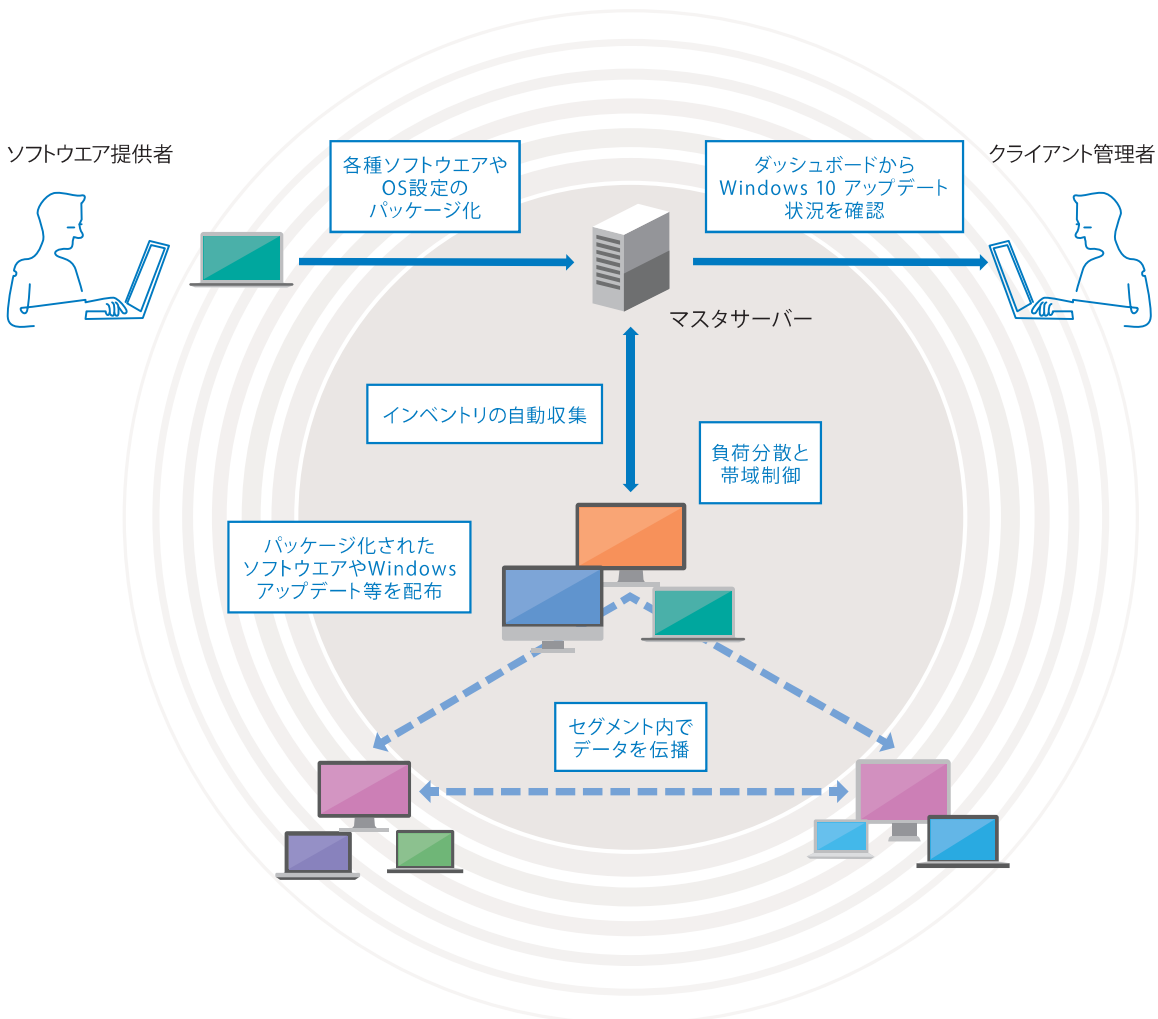 ソフトウエア提供者
各種ソフトウエアや
OS設定の
パッケージ化
ダッシュボードから
Windows 10 アップデート
状況を確認
クライアント管理者
マスタサーバー
インベントリの自動収集
負荷分散と
帯域制御
パッケージ化された
ソフトウエアやWindows
アップデート等を配布
セグメント内で
データを伝播